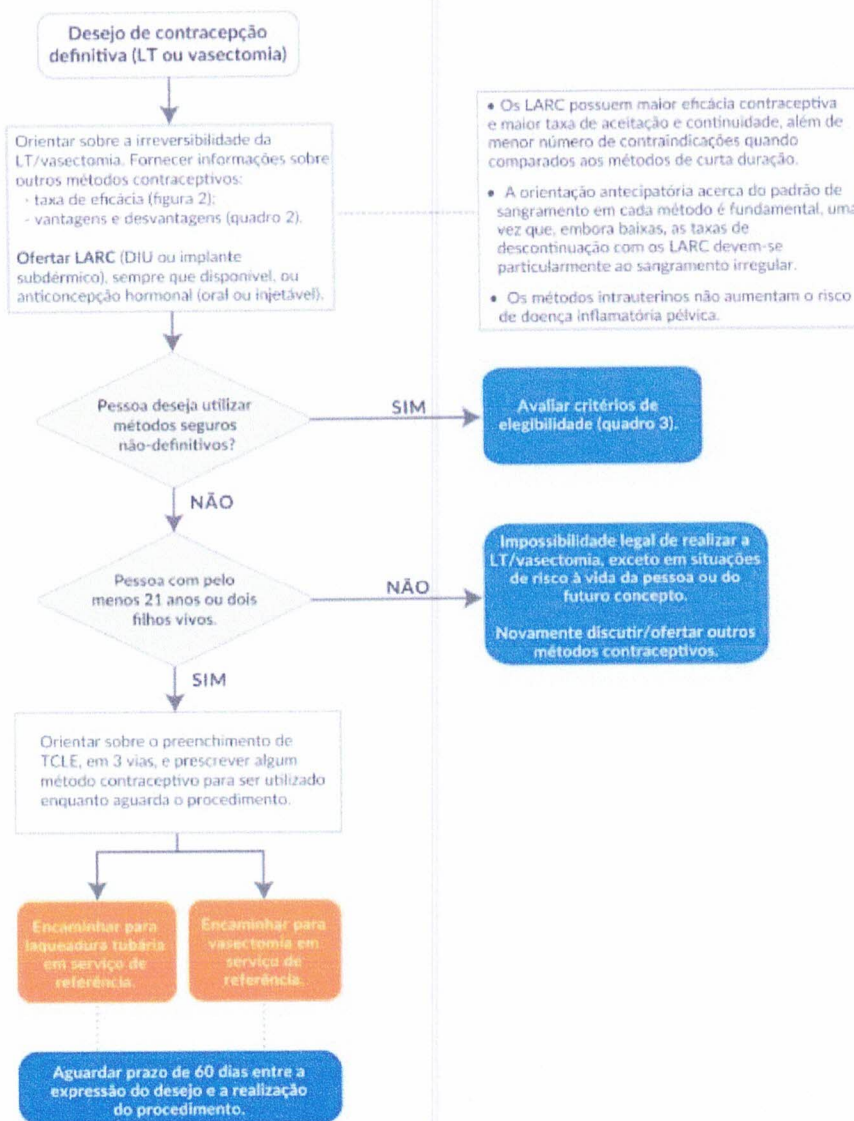 Desejo de contracepção
definitiva (LT ou vasectomia)
Orientar sobre a irreversibilidade da
LT/vasectomia. Fornecer informações sobre
outros métodos contraceptivos:
- taxa de eficácia (figura 2);
- vantagens e desvantagens (quadro 2).
Ofertar LARC (DIU ou implante
subdérmico), sempre que disponível, ou
anticoncepção hormonal (oral ou injetável).
• Os LARC possuem maior eficácia contraceptiva
e maior taxa de aceitação e continuidade, além de
menor número de contraindicações quando
comparados aos métodos de curta duração.
• A orientação antecipatória acerca do padrão de
sangramento em cada método é fundamental, uma
vez que, embora baixas, as taxas de
descontinuação com os LARC devem-se
particularmente ao sangramento irregular.
• Os métodos intrauterinos não aumentam o risco
de doença inflamatória pélvica.
Pessoa deseja utilizar
métodos seguros
não-definitivos?
SIM
Avaliar critérios de
elegibilidade (quadro 3).
NÃO
Pessoa com pelo
menos 21 anos ou dois
filhos vivos.
NÃO
Impossibilidade legal de realizar a
LT/vasectomia, exceto em situações
de risco à vida da pessoa ou do
futuro concepto.
Novamente discutir/ofertar outros
métodos contraceptivos.
SIM
Orientar sobre o preenchimento de
TCLE, em 3 vias, e prescrever algum
método contraceptivo para ser utilizado
enquanto aguarda o procedimento.
Encaminhar para
laqueadura tubária
em serviço de
referência.
Encaminhar para
vasectomia em
serviço de
referência.
Aguardar prazo de 60 dias entre a
expressão do desejo e a realização
do procedimento.